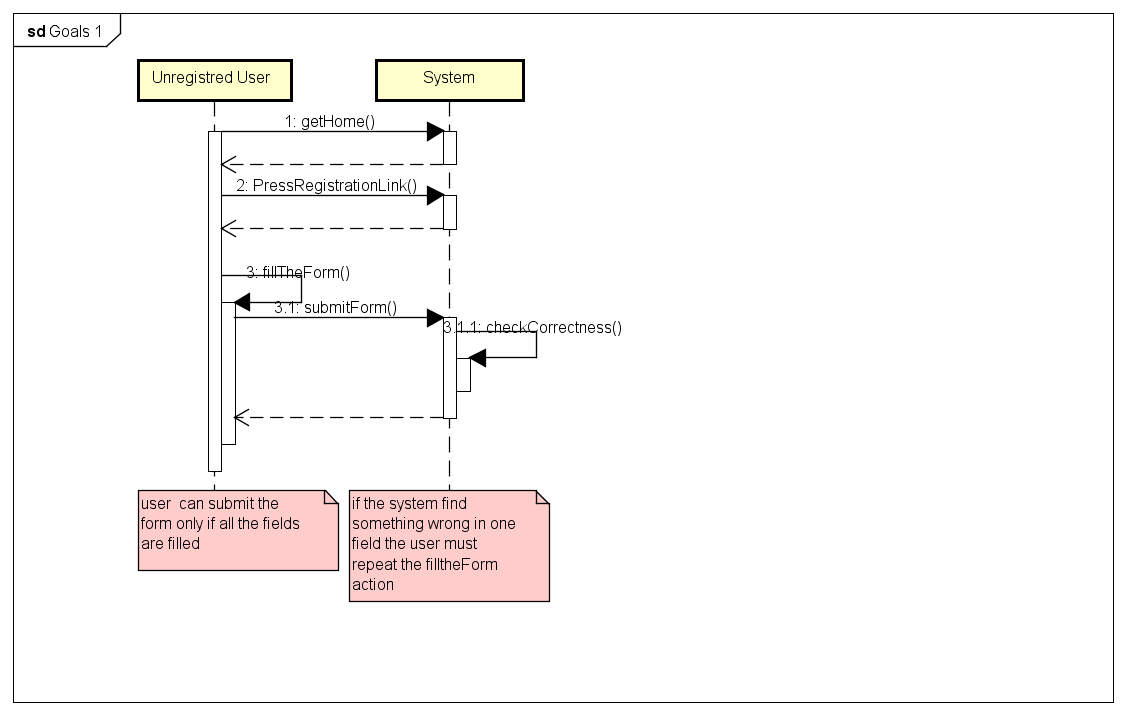 sd Goals 1
Unregistred User
System
1: getHome()
2: PressRegistrationLink()
3: fillTheForm()
3.1: submitForm()
3.1.1: checkCorrectness()
user  can submit the
form only if all the fields
are filled
if the system find
something wrong in one
field the user must
repeat the filltheForm
action